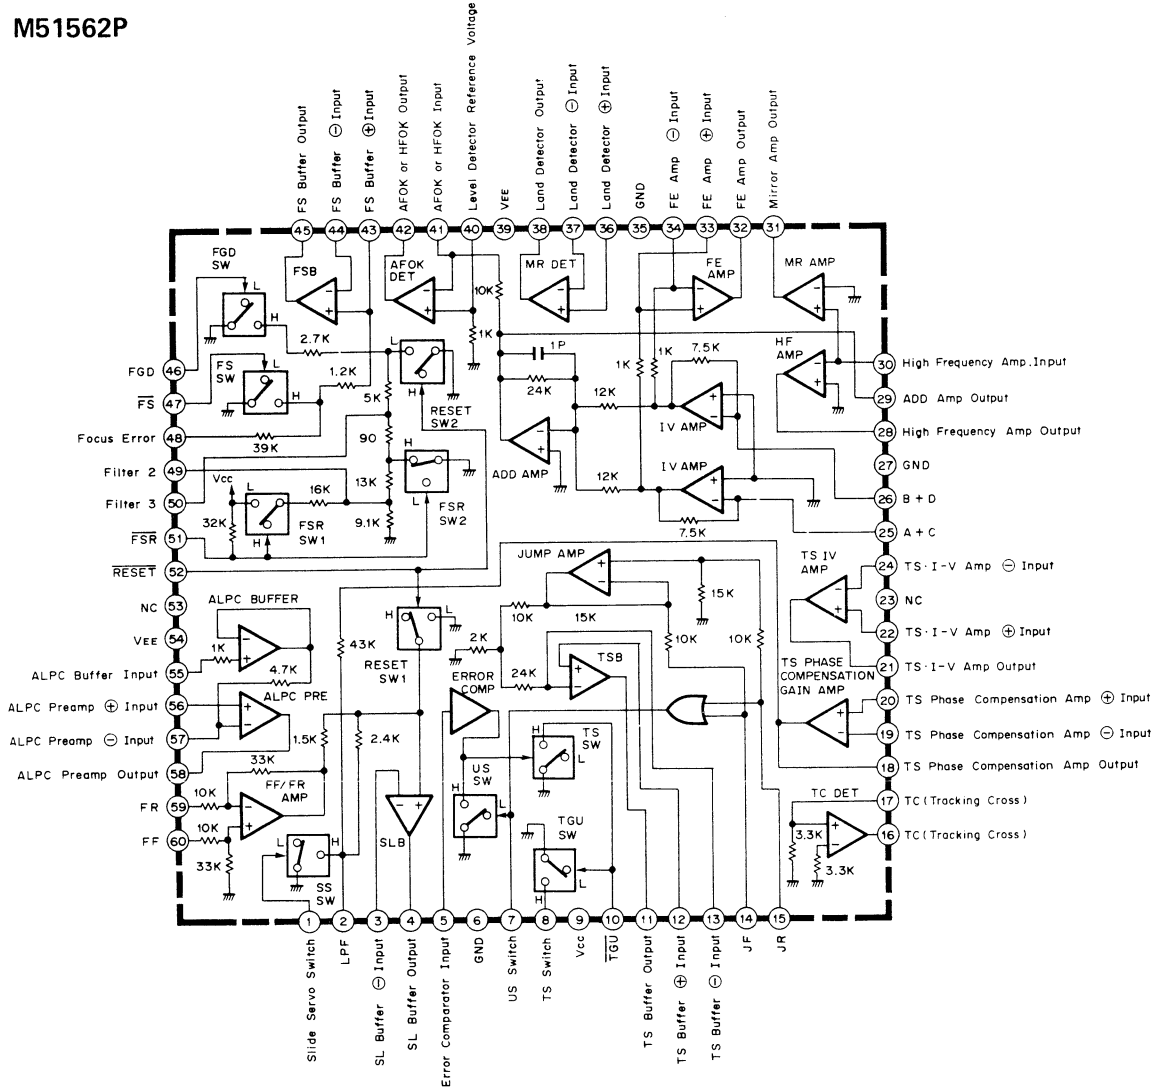 M51562P
FS Buffer Output
FS Buffer ⊖ Input
FS Buffer ⊕ Input
AFOK or HFOK Output
AFOK or HFOK Input
Level Detector Reference Voltage
VEE
Land Detector Output
Land Detector ⊖ Input
Land Detector ⊕ Input
GND
FE Amp ⊖ Input
FE Amp ⊕ Input
FE Amp Output
Mirror Amp Output
45 44 43 42 41 40 39 38 37 36 35 34 33 32 31
FGD
SW
L
H
FSB
− +
AFOK
DET
− +
10K
1K
MR DET
− +
FE
AMP
− +
MR AMP
− +
2.7K
FS
SW
L
H
1.2K
39K
L
H
RESET
SW2
5K
90
13K
9.1K
H
L
FSR
SW2
Vcc
L
H
16K
32K
FSR
SW1
1P
24K
ADD AMP
− +
12K
12K
1K
1K
7.5K
IV AMP
+ −
IV AMP
+ −
7.5K
HF
AMP
− +
46 FGD
47 FS
48 Focus Error
49 Filter 2
50 Filter 3
51 FSR
52 RESET
53 NC
54 VEE
55 ALPC Buffer Input
56 ALPC Preamp ⊕ Input
57 ALPC Preamp ⊖ Input
58 ALPC Preamp Output
59 FR
60 FF
30 High Frequency Amp. Input
29 ADD Amp Output
28 High Frequency Amp Output
27 GND
26 B+D
25 A+C
24 TS·I-V Amp ⊖ Input
23 NC
22 TS·I-V Amp ⊕ Input
21 TS·I-V Amp Output
20 TS Phase Compensation Amp ⊕ Input
19 TS Phase Compensation Amp ⊖ Input
18 TS Phase Compensation Amp Output
17 TC (Tracking Cross)
16 TC (Tracking Cross)
ALPC BUFFER
− +
1K
4.7K
ALPC PRE
+ −
33K
10K
10K
33K
FF/FR
AMP
− +
1.5K
2.4K
43K
H
L
RESET
SW1
L
H
SS
SW
− +
SLB
JUMP AMP
+ −
10K
15K
15K
10K
10K
2K
24K
TSB
+ −
ERROR
COMP
US
SW
H
L
TS
SW
H
L
TGU
SW
L
H
TS IV
AMP
− +
TS PHASE
COMPENSATION
GAIN AMP
+ −
TC DET
+ −
3.3K
3.3K
1 2 3 4 5 6 7 8 9 10 11 12 13 14 15
Slide Servo Switch
LPF
SL Buffer ⊖ Input
SL Buffer Output
Error Comparator Input
GND
US Switch
TS Switch
Vcc
TGU
TS Buffer Output
TS Buffer ⊕ Input
TS Buffer ⊖ Input
JF
JR